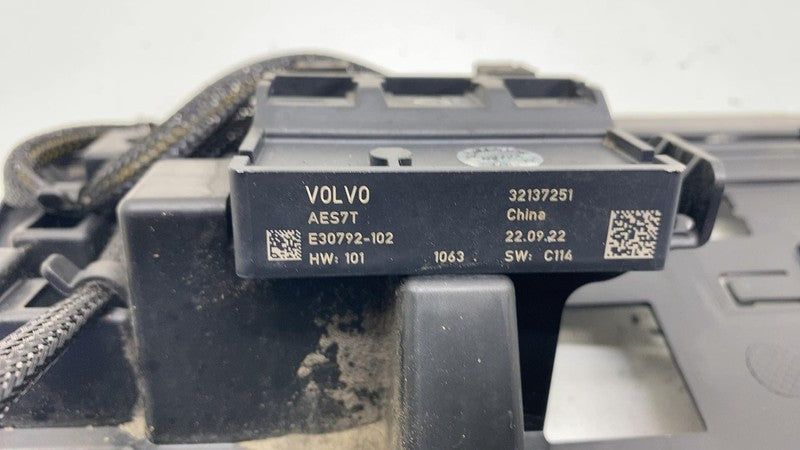 VOLVO 32137251
AES7T China
E30792-102 22.09.22
HW: 101 1063 SW: C114